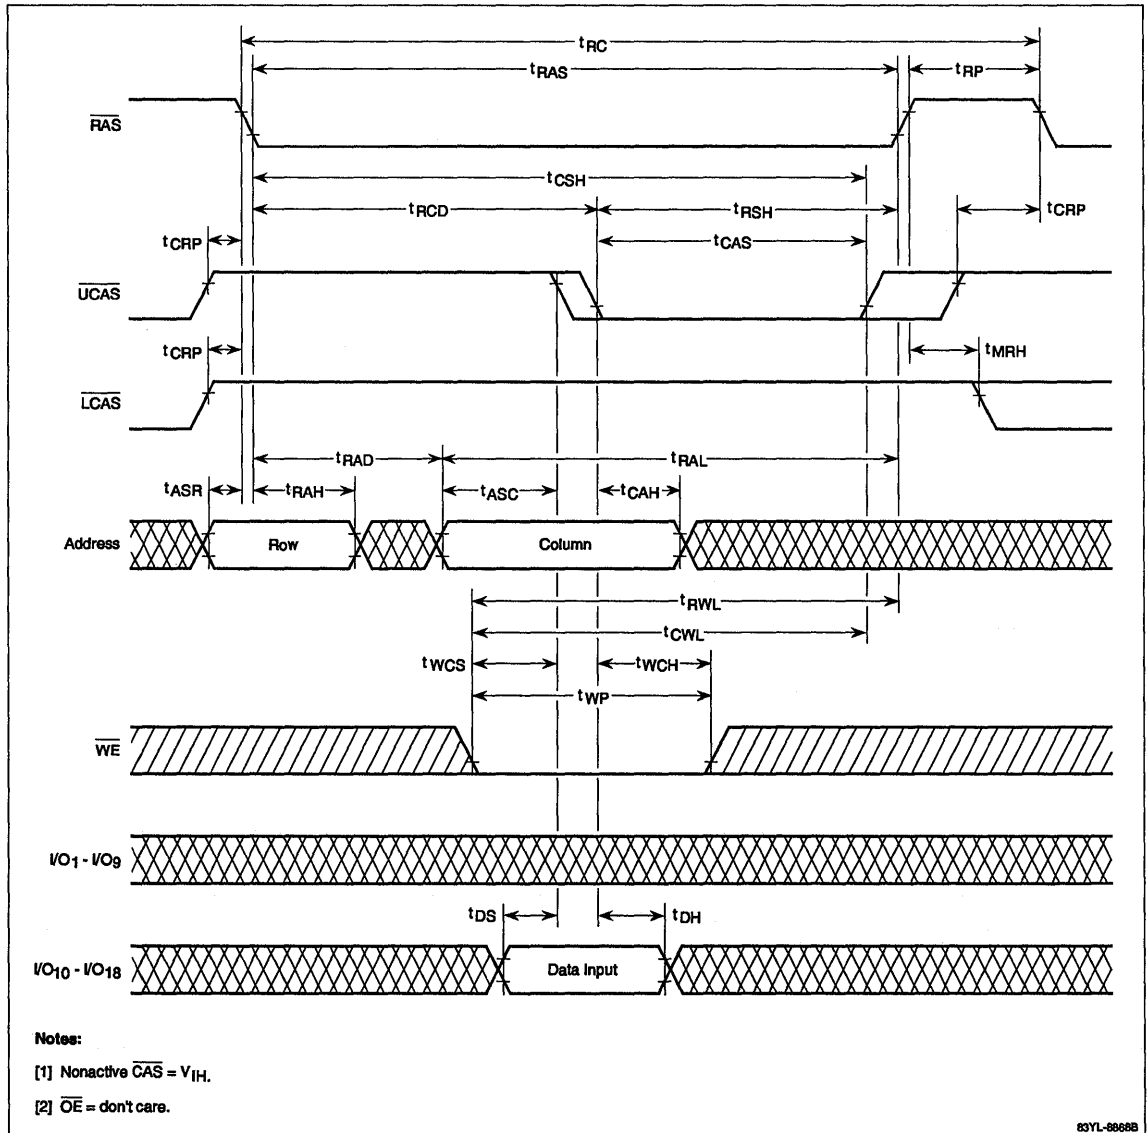 tRC
tRAS
tRP
RAS
tCSH
tRCD
tRSH
tCRP
tCRP
tCAS
UCAS
tCRP
tMRH
LCAS
tRAD
tRAL
tASR
tRAH
tASC
tCAH
Address
Row
Column
tRWL
tCWL
tWCS
tWCH
tWP
WE
I/O1 - I/O9
tDS
tDH
I/O10 - I/O18
Data Input
Notes:
[1] Nonactive CAS = VIH.
[2] OE = don't care.
83YL-8868B